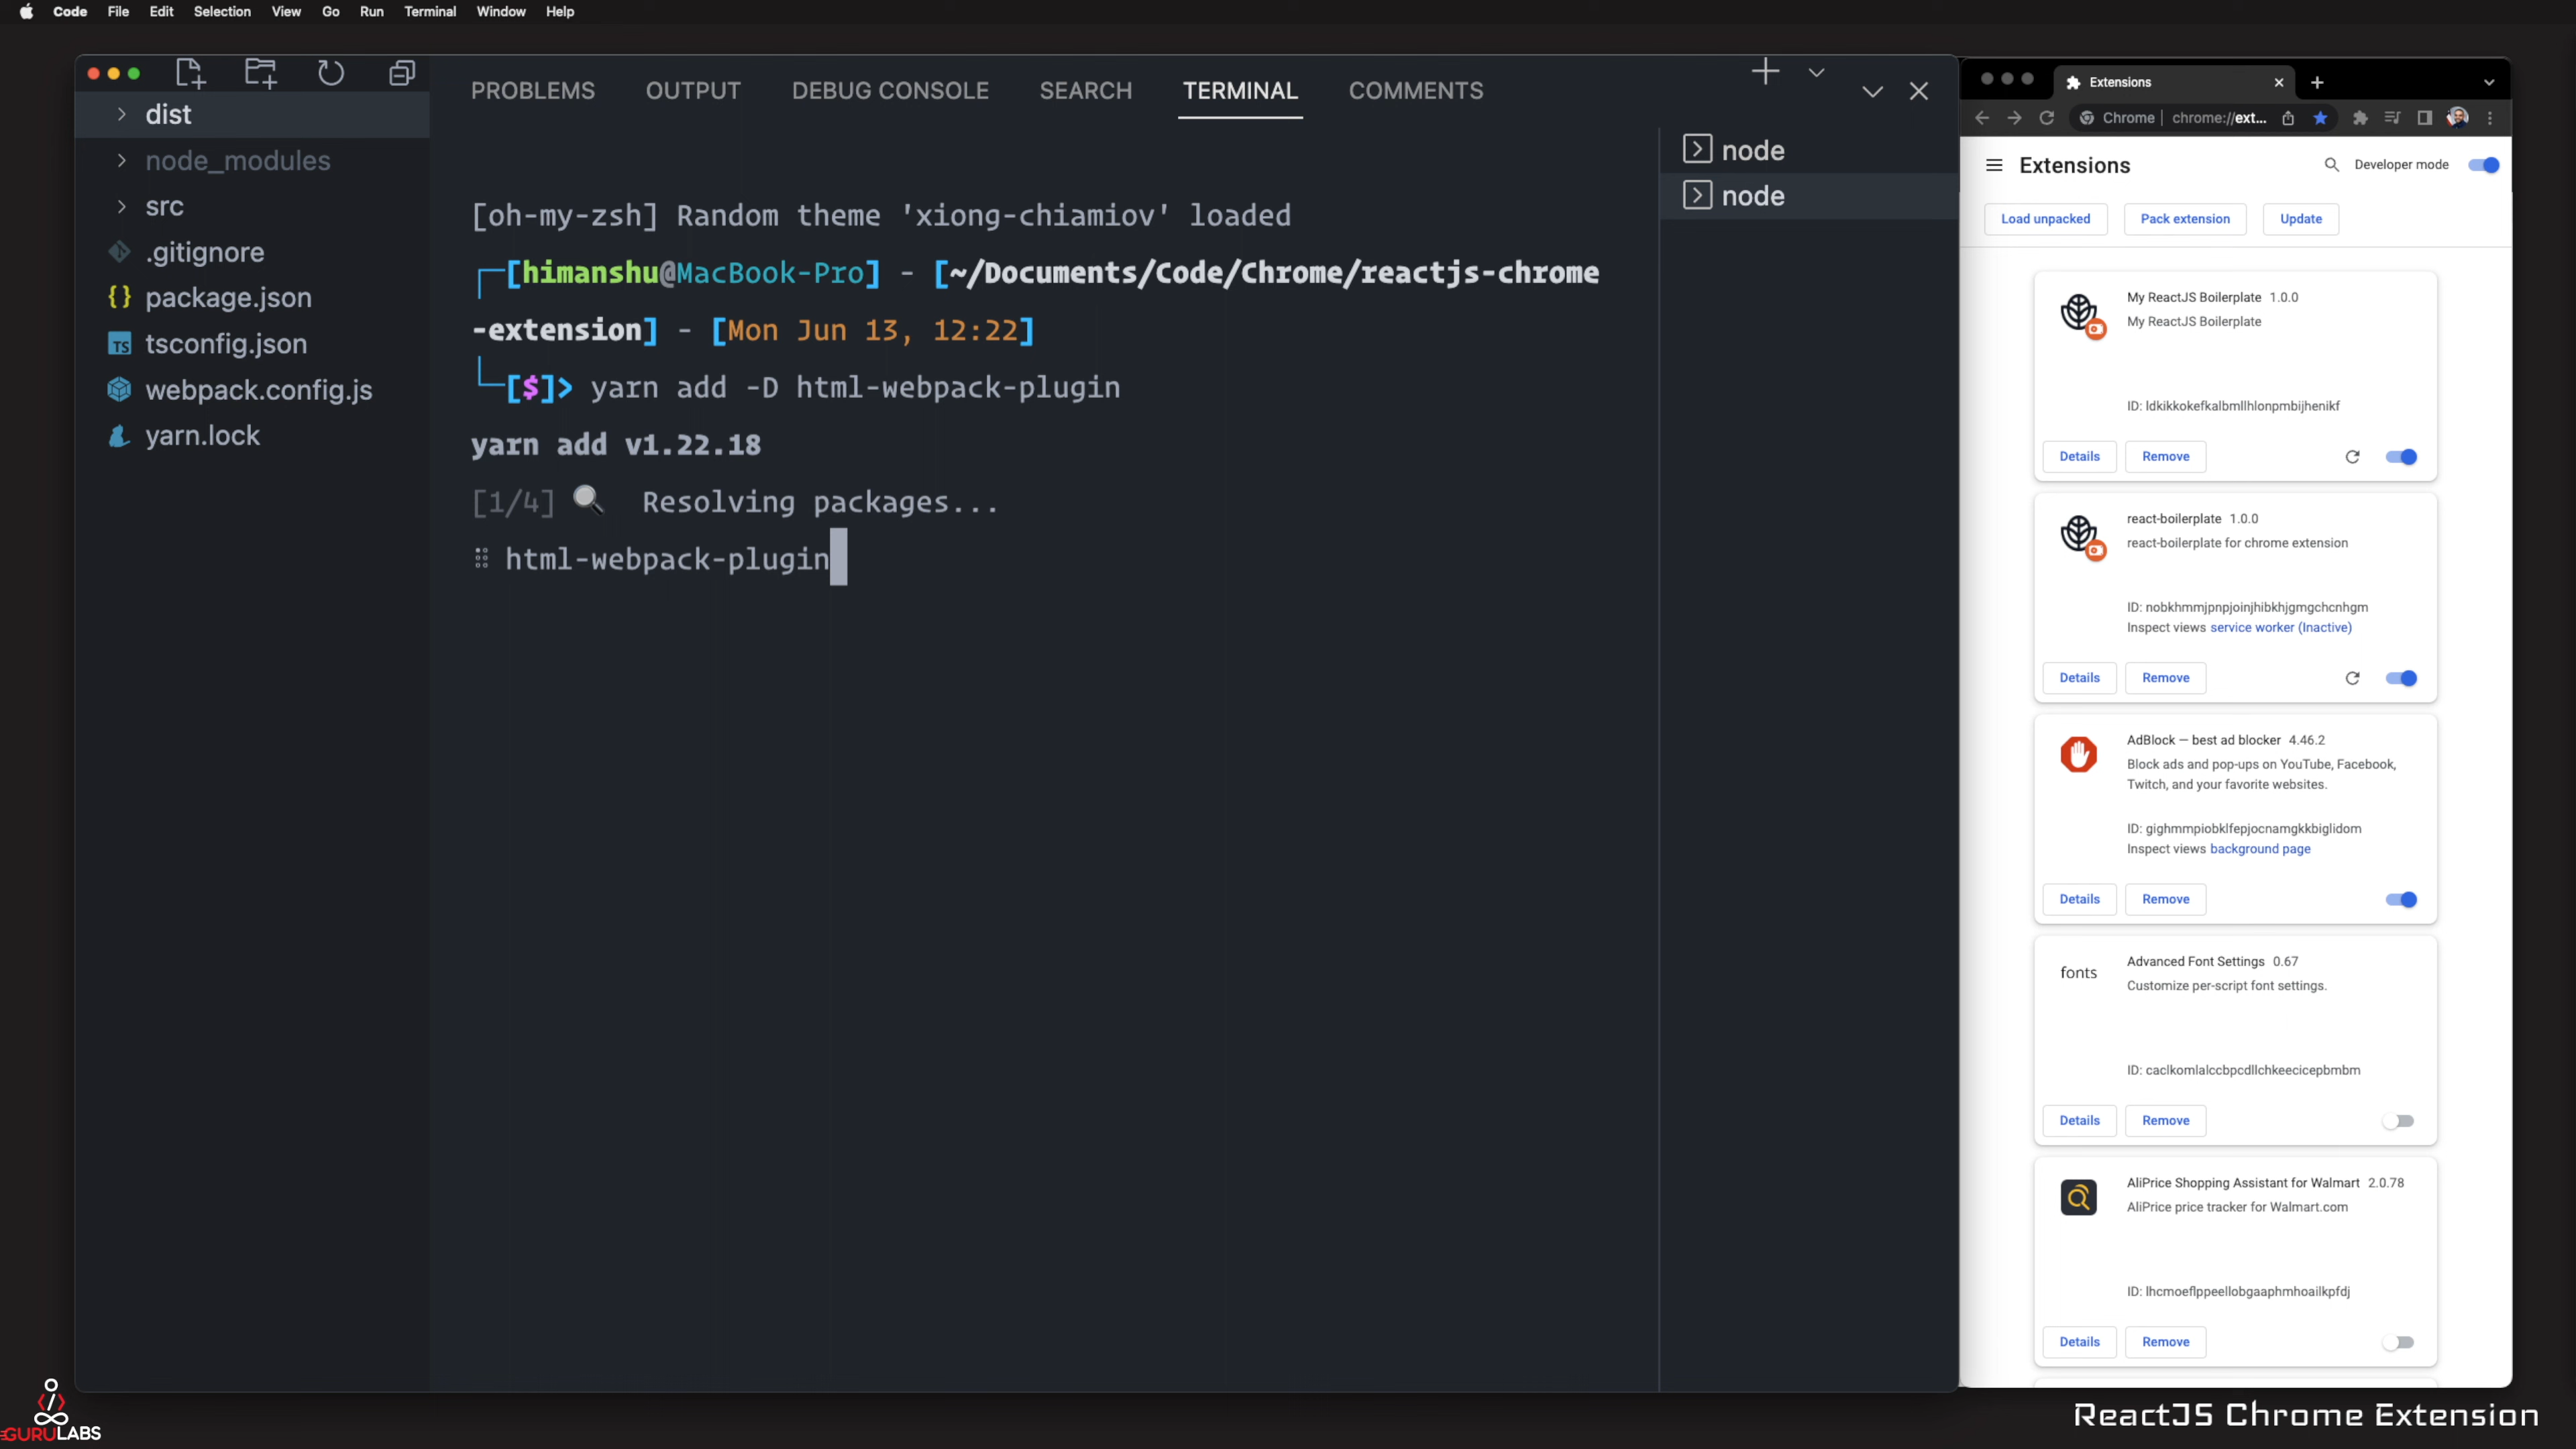 Code File Edit Selection View Go Run Terminal Window Help
dist
node_modules
src
.gitignore
package.json
tsconfig.json
webpack.config.js
yarn.lock
PROBLEMS OUTPUT DEBUG CONSOLE SEARCH TERMINAL COMMENTS
[oh-my-zsh] Random theme 'xiong-chiamiov' loaded
[himanshu@MacBook-Pro] - [~/Documents/Code/Chrome/reactjs-chrome
-extension] - [Mon Jun 13, 12:22]
[$]> yarn add -D html-webpack-plugin
yarn add v1.22.18
[1/4] 🔍 Resolving packages...
⠿ html-webpack-plugin
node
node
Extensions
Chrome | chrome://ext...
Extensions
Developer mode
Load unpacked Pack extension Update
My ReactJS Boilerplate 1.0.0
My ReactJS Boilerplate
ID: ldkikkokefkalbmllhlonpmbijhenikf
Details Remove
react-boilerplate 1.0.0
react-boilerplate for chrome extension
ID: nobkhmmjpnpjoinjhibkhjgmgchcnhgm
Inspect views service worker (Inactive)
Details Remove
AdBlock — best ad blocker 4.46.2
Block ads and pop-ups on YouTube, Facebook,
Twitch, and your favorite websites.
ID: gighmmpiobklfepjocnamgkkbiglidom
Inspect views background page
Details Remove
fonts
Advanced Font Settings 0.67
Customize per-script font settings.
ID: caclkomlalccbpcdllchkeecicepbmbm
Details Remove
AliPrice Shopping Assistant for Walmart 2.0.78
AliPrice price tracker for Walmart.com
ID: lhcmoeflppeellobgaaphmhoailkpfdj
Details Remove
GURULABS
ReactJS Chrome Extension